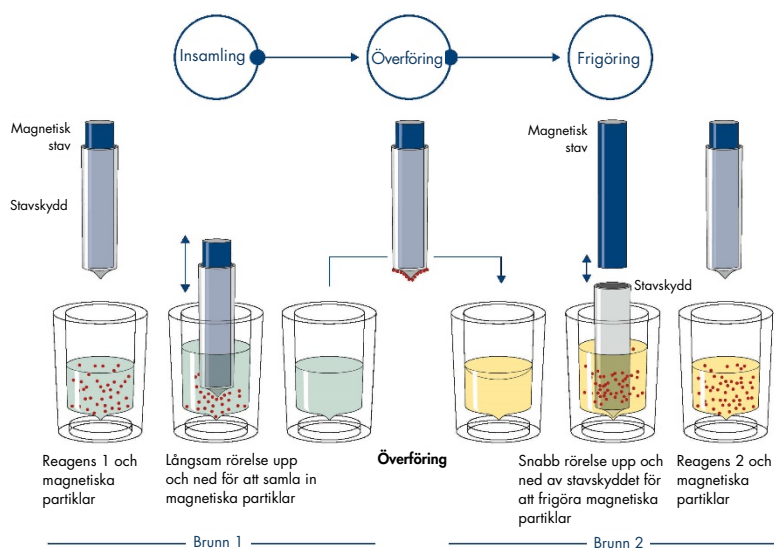 Insamling
Överföring
Frigöring
Magnetisk
stav
Stavskydd
Magnetisk
stav
Stavskydd
Reagens 1 och
magnetiska
partiklar
Långsam rörelse upp
och ned för att samla in
magnetiska partiklar
Överföring
Snabb rörelse upp och
ned av stavskyddet för
att frigöra magnetiska
partiklar
Reagens 2 och
magnetiska
partiklar
Brunn 1
Brunn 2